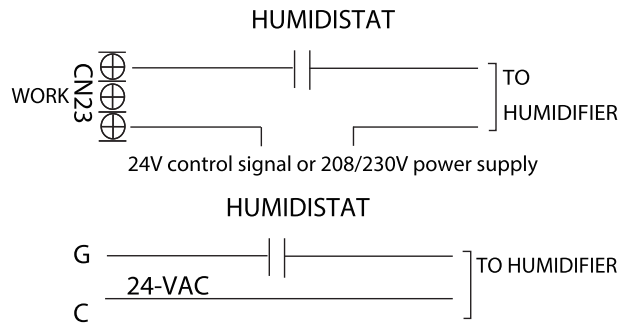 HUMIDISTAT
WORK
CN23
TO
HUMIDIFIER
24V control signal or 208/230V power supply
HUMIDISTAT
G
TO HUMIDIFIER
24-VAC
C